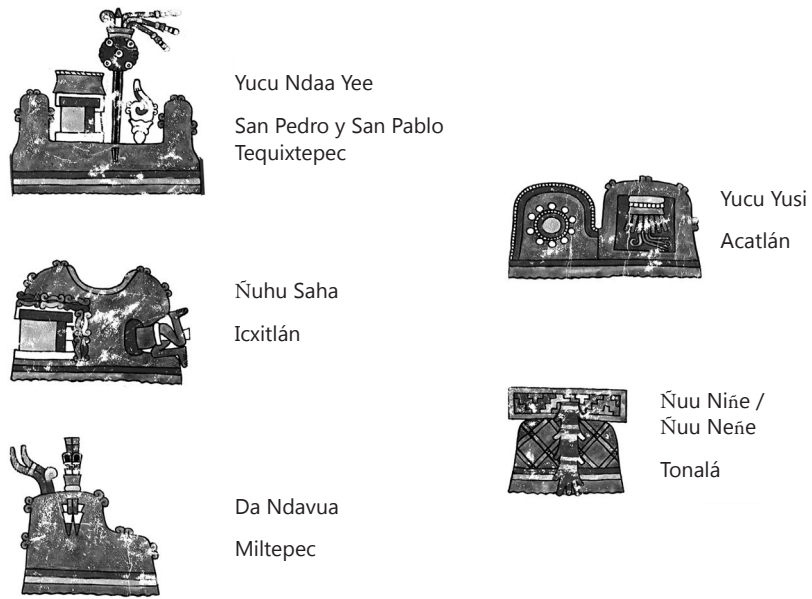 Yucu Ndaa Yee
San Pedro y San Pablo
Tequixtepec
Ñuhu Saha
Icxitlán
Da Ndavua
Miltepec
Yucu Yusi
Acatlán
Ñuu Niñe /
Ñuu Neñe
Tonalá